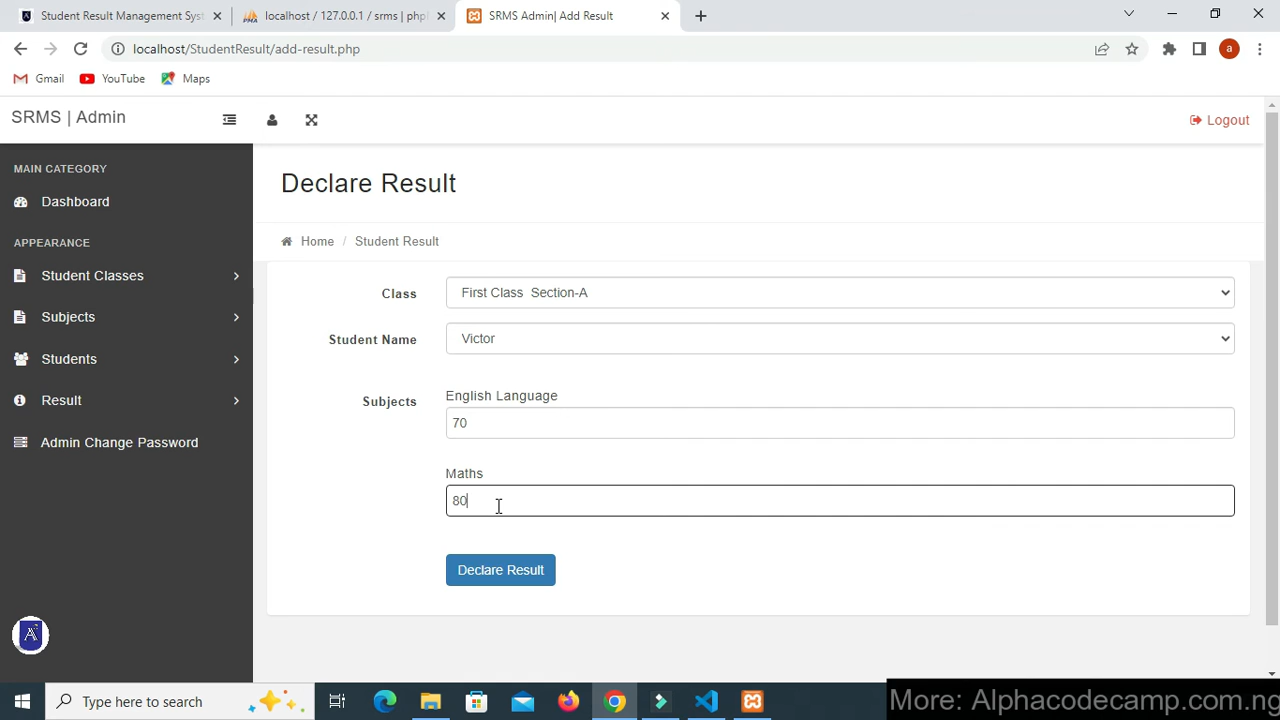 Student Result Management Syst
localhost / 127.0.0.1 / srms | php
SRMS Admin| Add Result
localhost/StudentResult/add-result.php
a
Gmail
YouTube
Maps
SRMS | Admin
Logout
MAIN CATEGORY
Dashboard
APPEARANCE
Student Classes
Subjects
Students
Result
Admin Change Password
Declare Result
Home / Student Result
Class
First Class Section-A
Student Name
Victor
Subjects
English Language
70
Maths
80
Declare Result
Type here to search
More: Alphacodecamp.com.ng